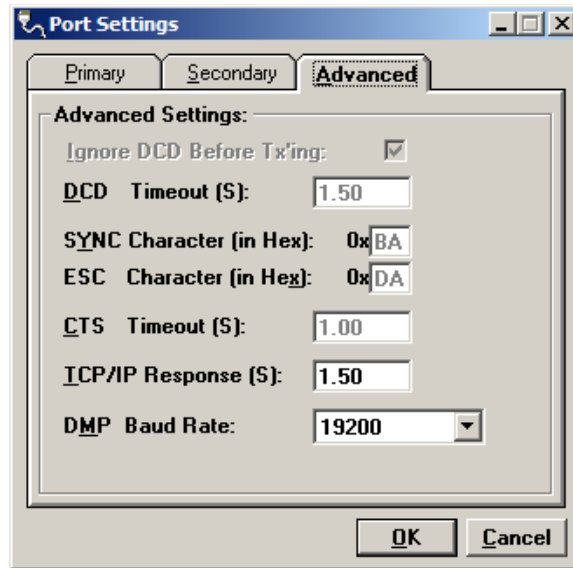 Port Settings
Primary Secondary Advanced
Advanced Settings:
Ignore DCD Before Tx'ing:
DCD Timeout (S): 1.50
SYNC Character (in Hex): 0x BA
ESC Character (in Hex): 0x DA
CTS Timeout (S): 1.00
TCP/IP Response (S): 1.50
DMP Baud Rate: 19200
OK Cancel